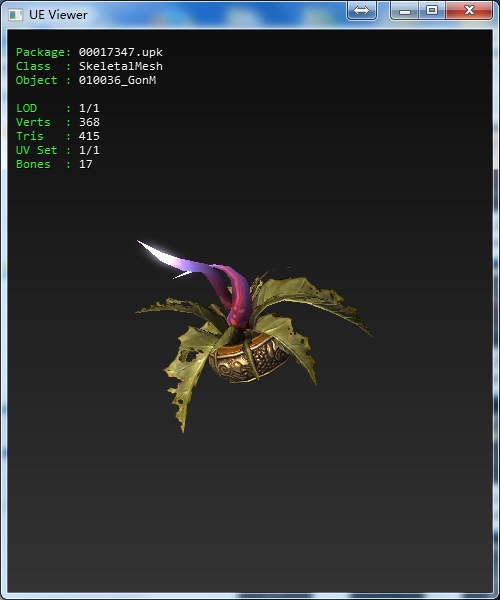 UE Viewer
Package: 00017347.upk
Class  : SkeletalMesh
Object : 010036_GonM
LOD    : 1/1
Verts  : 368
Tris   : 415
UV Set : 1/1
Bones  : 17